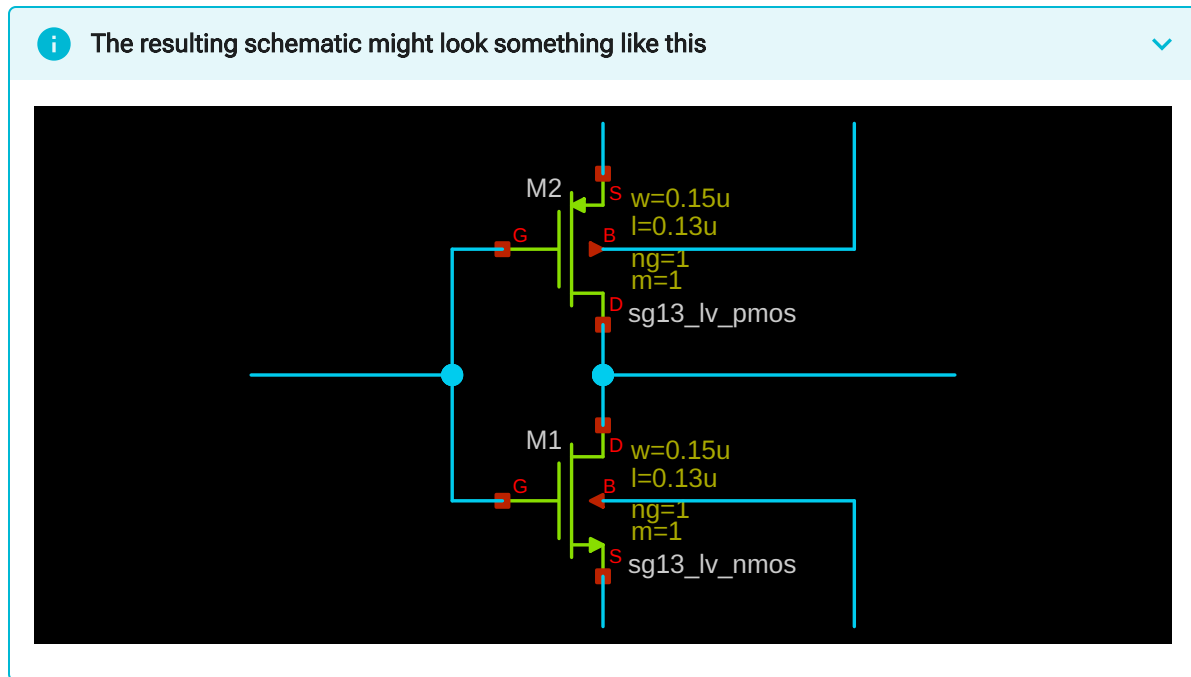 The resulting schematic might look something like this
M2
S
w=0.15u
l=0.13u
G
B
ng=1
m=1
D
sg13_lv_pmos
M1
D
w=0.15u
l=0.13u
G
B
ng=1
m=1
S
sg13_lv_nmos